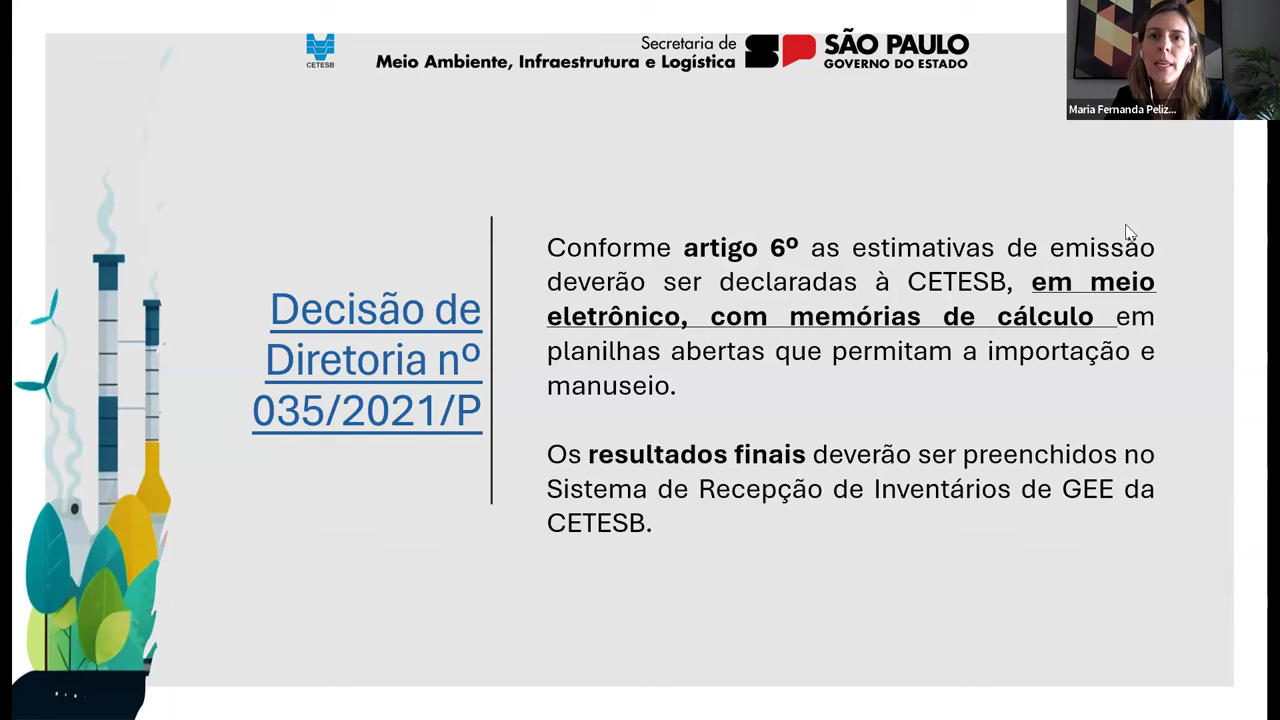 CETESB
Secretaria de
Meio Ambiente, Infraestrutura e Logística
SÃO PAULO
GOVERNO DO ESTADO
Maria Fernanda Peliz...
Decisão de
Diretoria nº
035/2021/P
Conforme artigo 6º as estimativas de emissão
deverão ser declaradas à CETESB, em meio
eletrônico, com memórias de cálculo em
planilhas abertas que permitam a importação e
manuseio.
Os resultados finais deverão ser preenchidos no
Sistema de Recepção de Inventários de GEE da
CETESB.